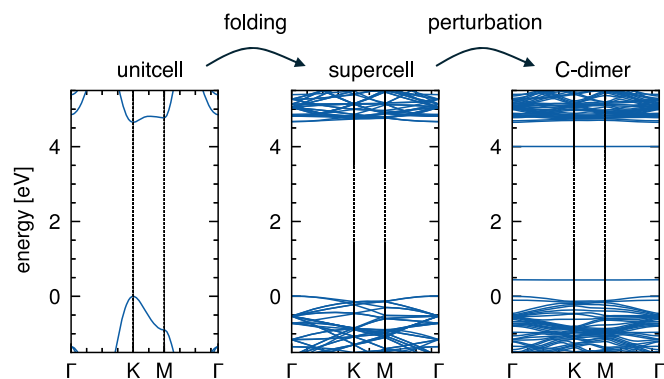 folding perturbation
unitcell supercell C-dimer
energy [eV]
4 4 4
2 2 2
0 0 0
Γ K M Γ Γ K M Γ Γ K M Γ